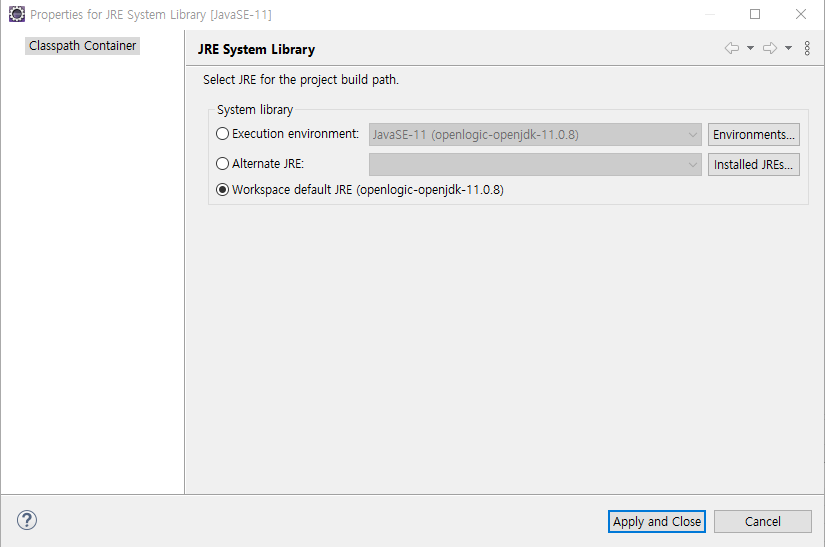 Properties for JRE System Library [JavaSE-11]
Classpath Container
JRE System Library
Select JRE for the project build path.
System library
Execution environment: JavaSE-11 (openlogic-openjdk-11.0.8) Environments...
Alternate JRE: Installed JREs...
Workspace default JRE (openlogic-openjdk-11.0.8)
? Apply and Close Cancel